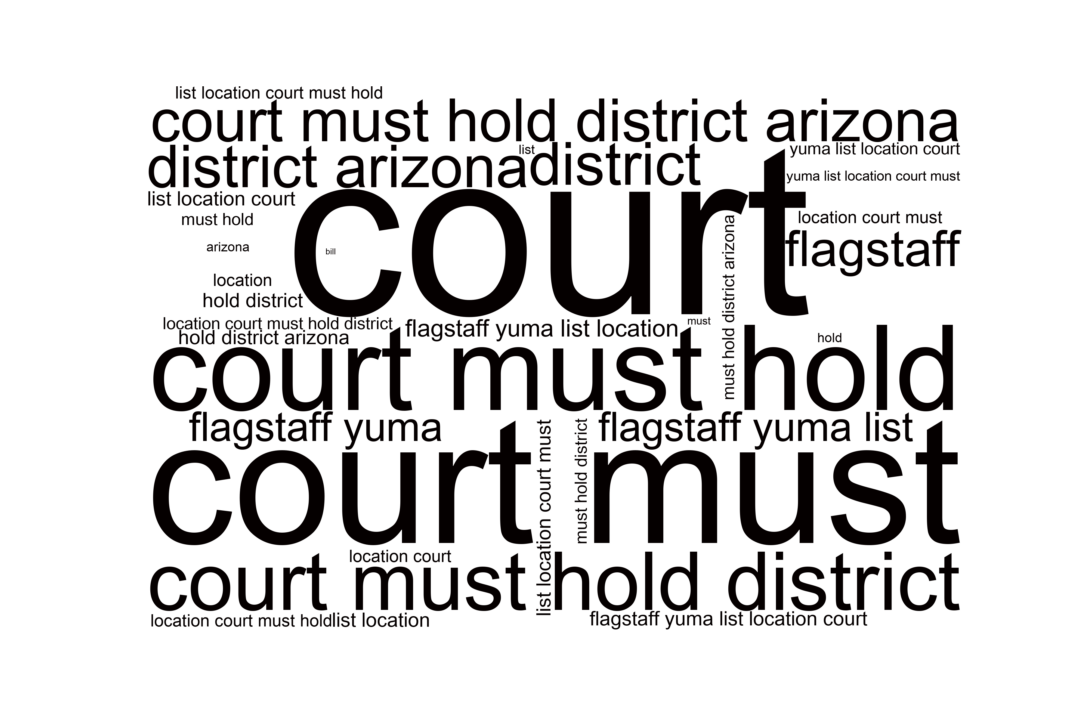 list location court must hold
court must hold district arizona
list
yuma list location court
district arizona
district
yuma list location court must
list location court
court
must hold
location court must
arizona
bill
flagstaff
location
hold district
must hold district arizona
location court must hold district
flagstaff yuma list location
must
hold district arizona
hold
court must hold
flagstaff yuma
flagstaff yuma list
court must
list location court must
must hold district
location court
court must hold district
location court must hold
list location
flagstaff yuma list location court